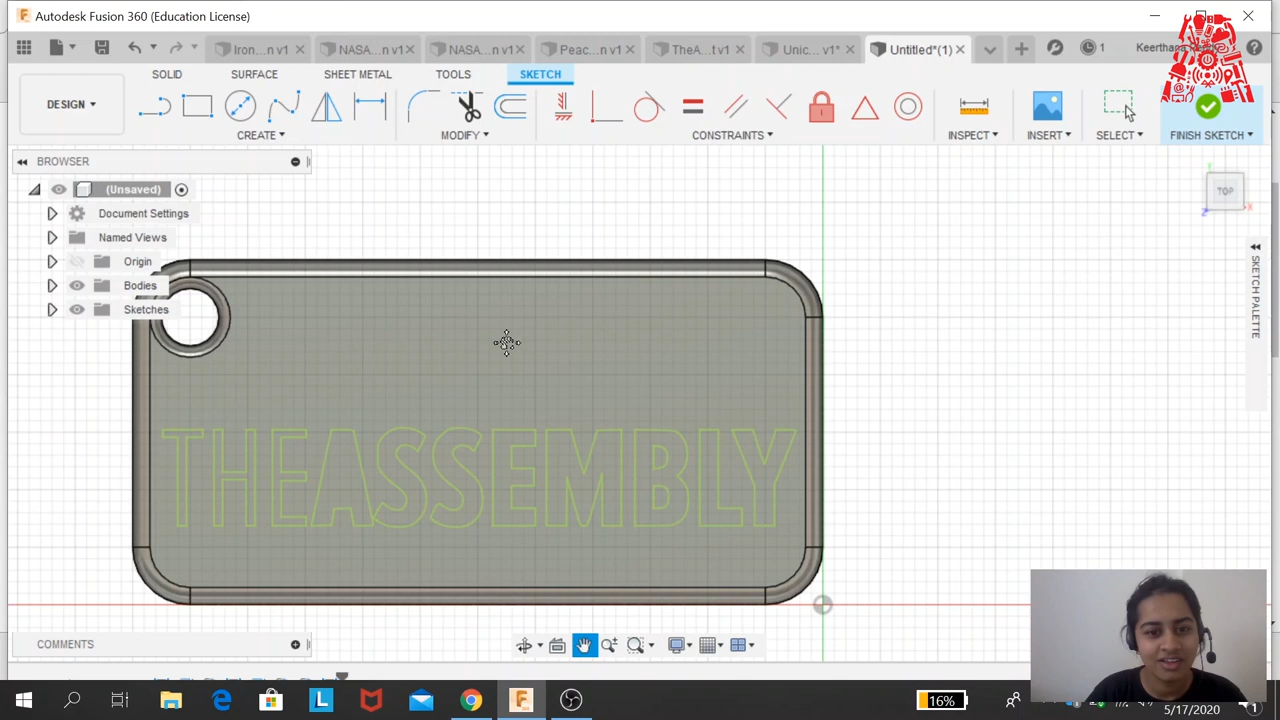 Autodesk Fusion 360 (Education License)
Iron...n v1 NASA...n v1 NASA... Peac...n v1 TheA...t v1 Unic... v1* Untitled*(1) 1 Keerthana
SOLID SURFACE SHEET METAL TOOLS SKETCH
DESIGN
CREATE MODIFY CONSTRAINTS INSPECT INSERT SELECT FINISH SKETCH
BROWSER
(Unsaved)
Document Settings
Named Views
Origin
Bodies
Sketches
TOP
X
Y
Z
SKETCH PALETTE
THEASSEMBLY
COMMENTS
L
16%
5/17/2020
1